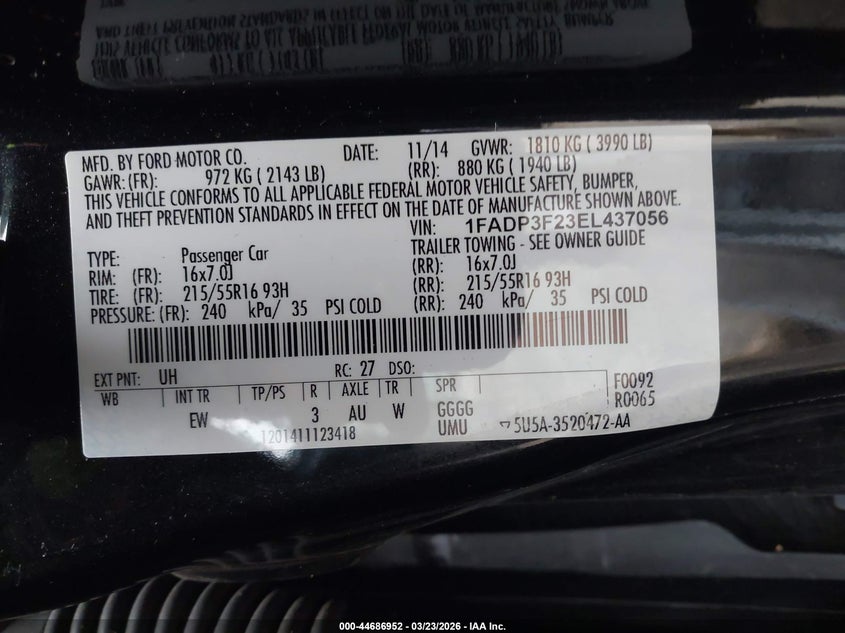 MFD. BY FORD MOTOR CO. DATE: 11/14 GVWR: 1810 KG ( 3990 LB)
GAWR: (FR): 972 KG ( 2143 LB) (RR): 880 KG ( 1940 LB)
THIS VEHICLE CONFORMS TO ALL APPLICABLE FEDERAL MOTOR VEHICLE SAFETY, BUMPER,
AND THEFT PREVENTION STANDARDS IN EFFECT ON THE DATE OF MANUFACTURE SHOWN ABOVE.
VIN: 1FADP3F23EL437056
TYPE: Passenger Car TRAILER TOWING - SEE OWNER GUIDE
RIM: (FR): 16x7.0J (RR): 16x7.0J
TIRE: (FR): 215/55R16 93H (RR): 215/55R16 93H
PRESSURE: (FR): 240 kPa/ 35 PSI COLD (RR): 240 kPa/ 35 PSI COLD
EXT PNT: UH RC: 27 DSO:
WB INT TR TP/PS R AXLE TR SPR F0092
EW 3 AU W GGGG R0065
1201411123418 UMU 5U5A-3520472-AA
000-44686952 — 03/23/2026 — IAA Inc.